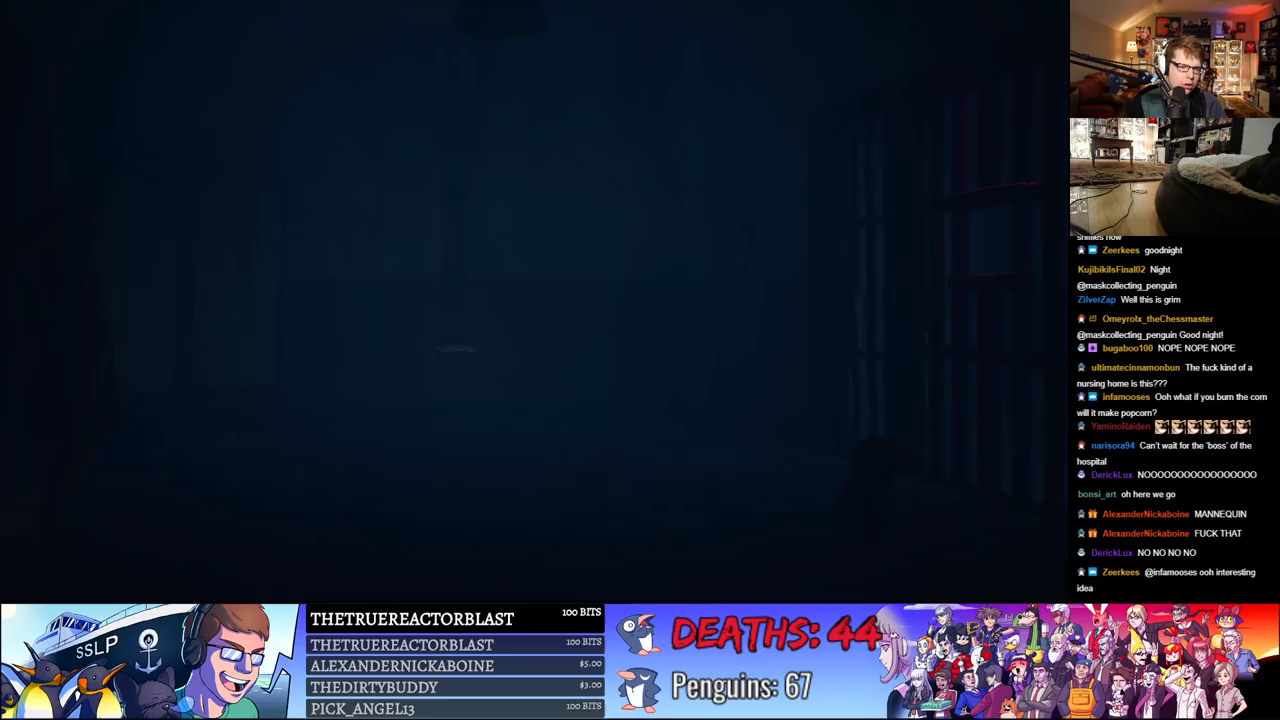 shinies now
Zeerkees goodnight
KujibikiIsFinal02 Night
@maskcollecting_penguin
ZilverZap Well this is grim
Omeyrolx_theChessmaster
@maskcollecting_penguin Good night!
bugaboo100 NOPE NOPE NOPE
ultimatecinnamonbun The fuck kind of a
nursing home is this???
infamooses Ooh what if you burn the corn
will it make popcorn?
YaminoRaiden
narisora94 Can't wait for the 'boss' of the
hospital
DerickLux NOOOOOOOOOOOOOOOOO
bonsi_art oh here we go
AlexanderNickaboine MANNEQUIN
AlexanderNickaboine FUCK THAT
DerickLux NO NO NO NO
Zeerkees @infamooses ooh interesting
idea
SSLP
THETRUEREACTORBLAST 100 BITS
THETRUEREACTORBLAST 100 BITS
ALEXANDERNICKABOINE $5.00
THEDIRTYBUDDY $3.00
PICK_ANGEL13 100 BITS
DEATHS: 44
Penguins: 67